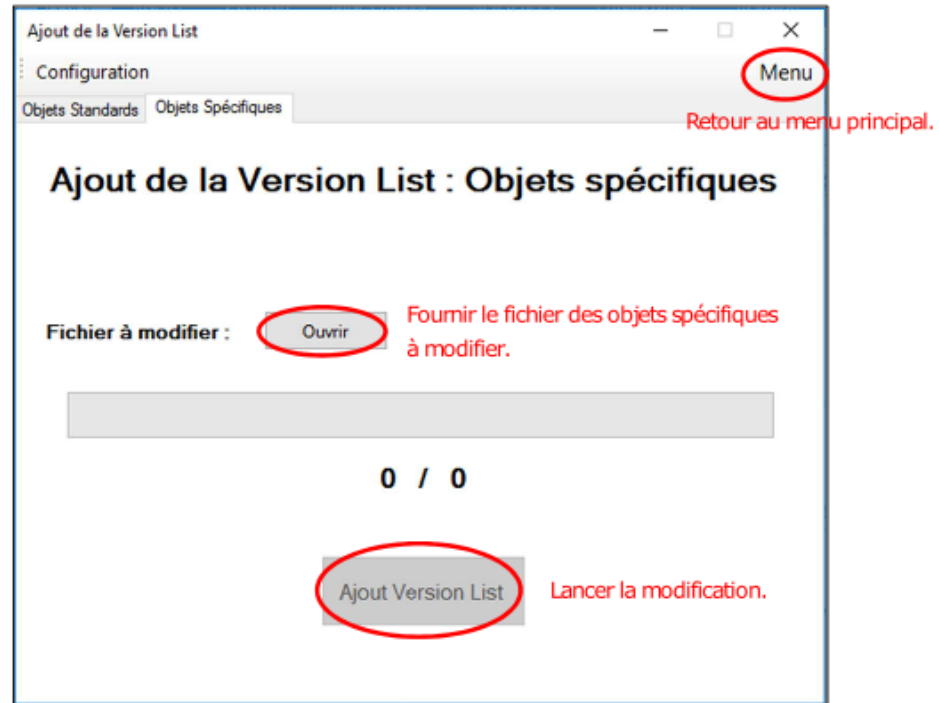 Ajout de la Version List
Configuration
Menu
Objets Standards
Objets Spécifiques
Retour au menu principal.
Ajout de la Version List : Objets spécifiques
Fichier à modifier :
Ouvrir
Fournir le fichier des objets spécifiques
à modifier.
0 / 0
Ajout Version List
Lancer la modification.